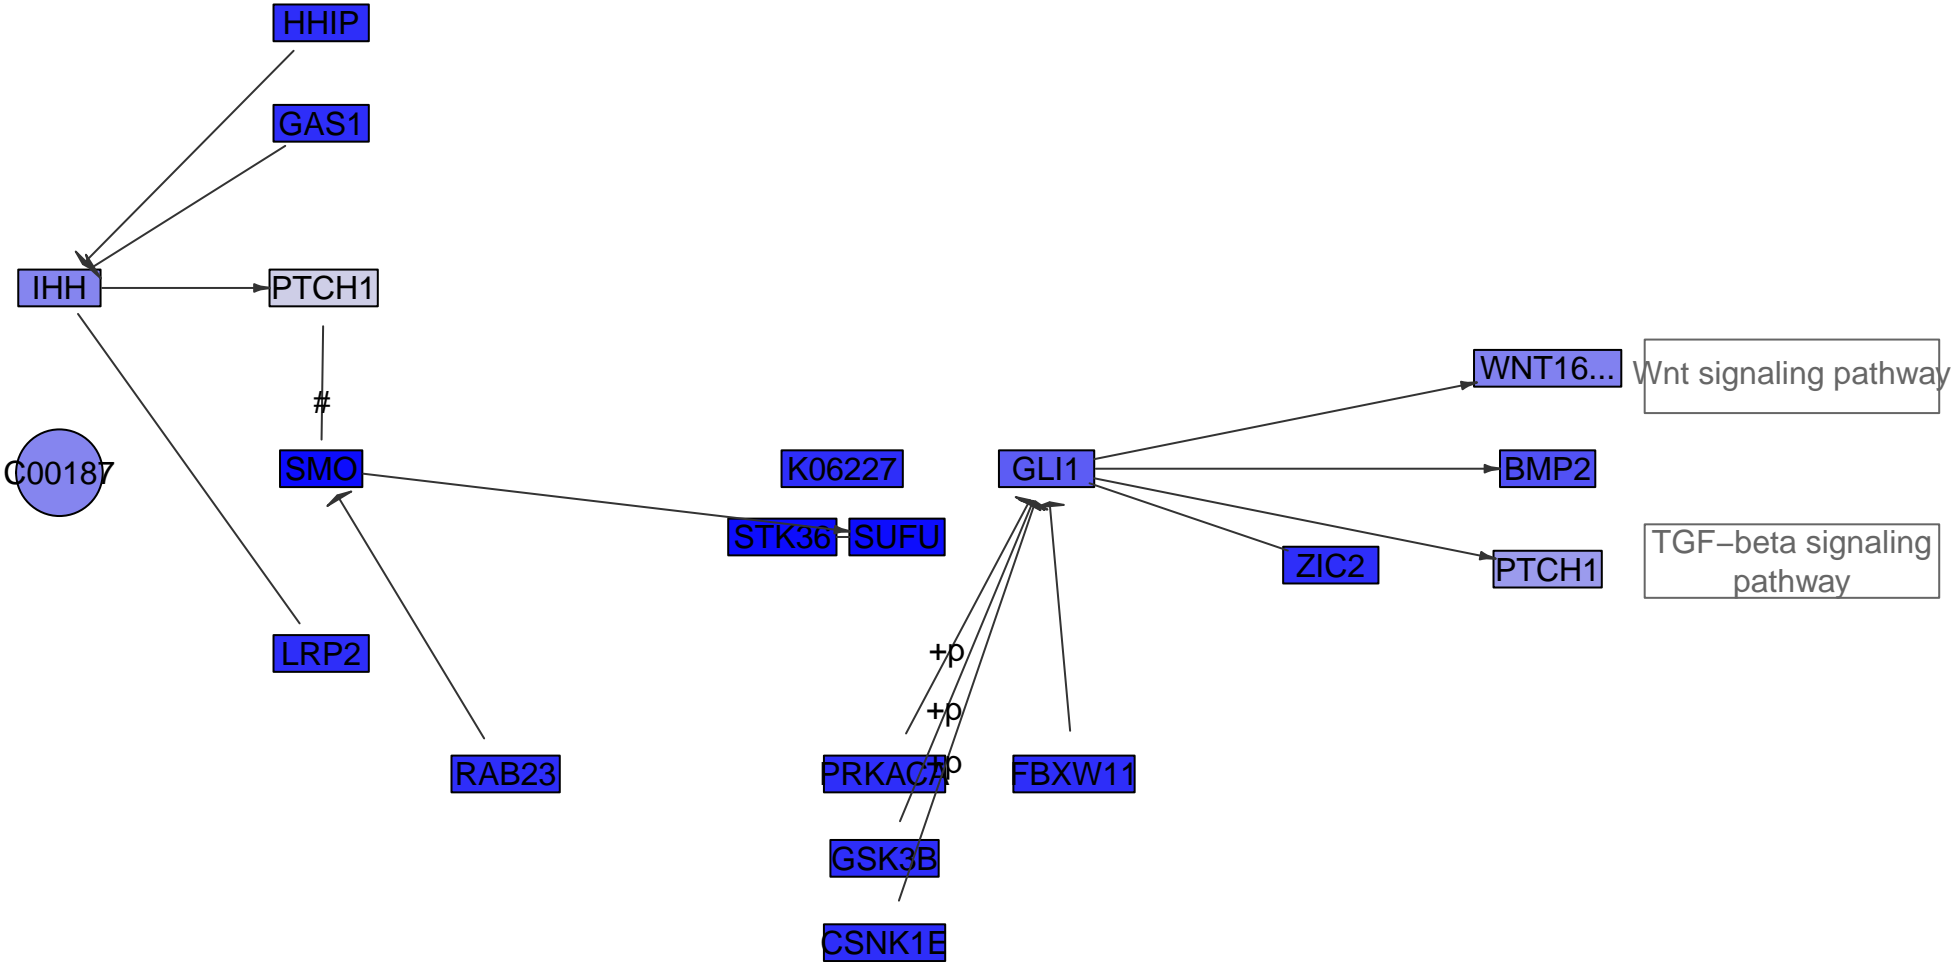 HHIP
GAS1
IHH
PTCH1
WNT16...
Wnt signaling pathway
#
C00187
SMO
K06227
GLI1
BMP2
STK36
SUFU
ZIC2
PTCH1
TGF−beta signaling
pathway
LRP2
+p
+p
+p
RAB23
PRKACA
FBXW11
GSK3B
CSNK1E